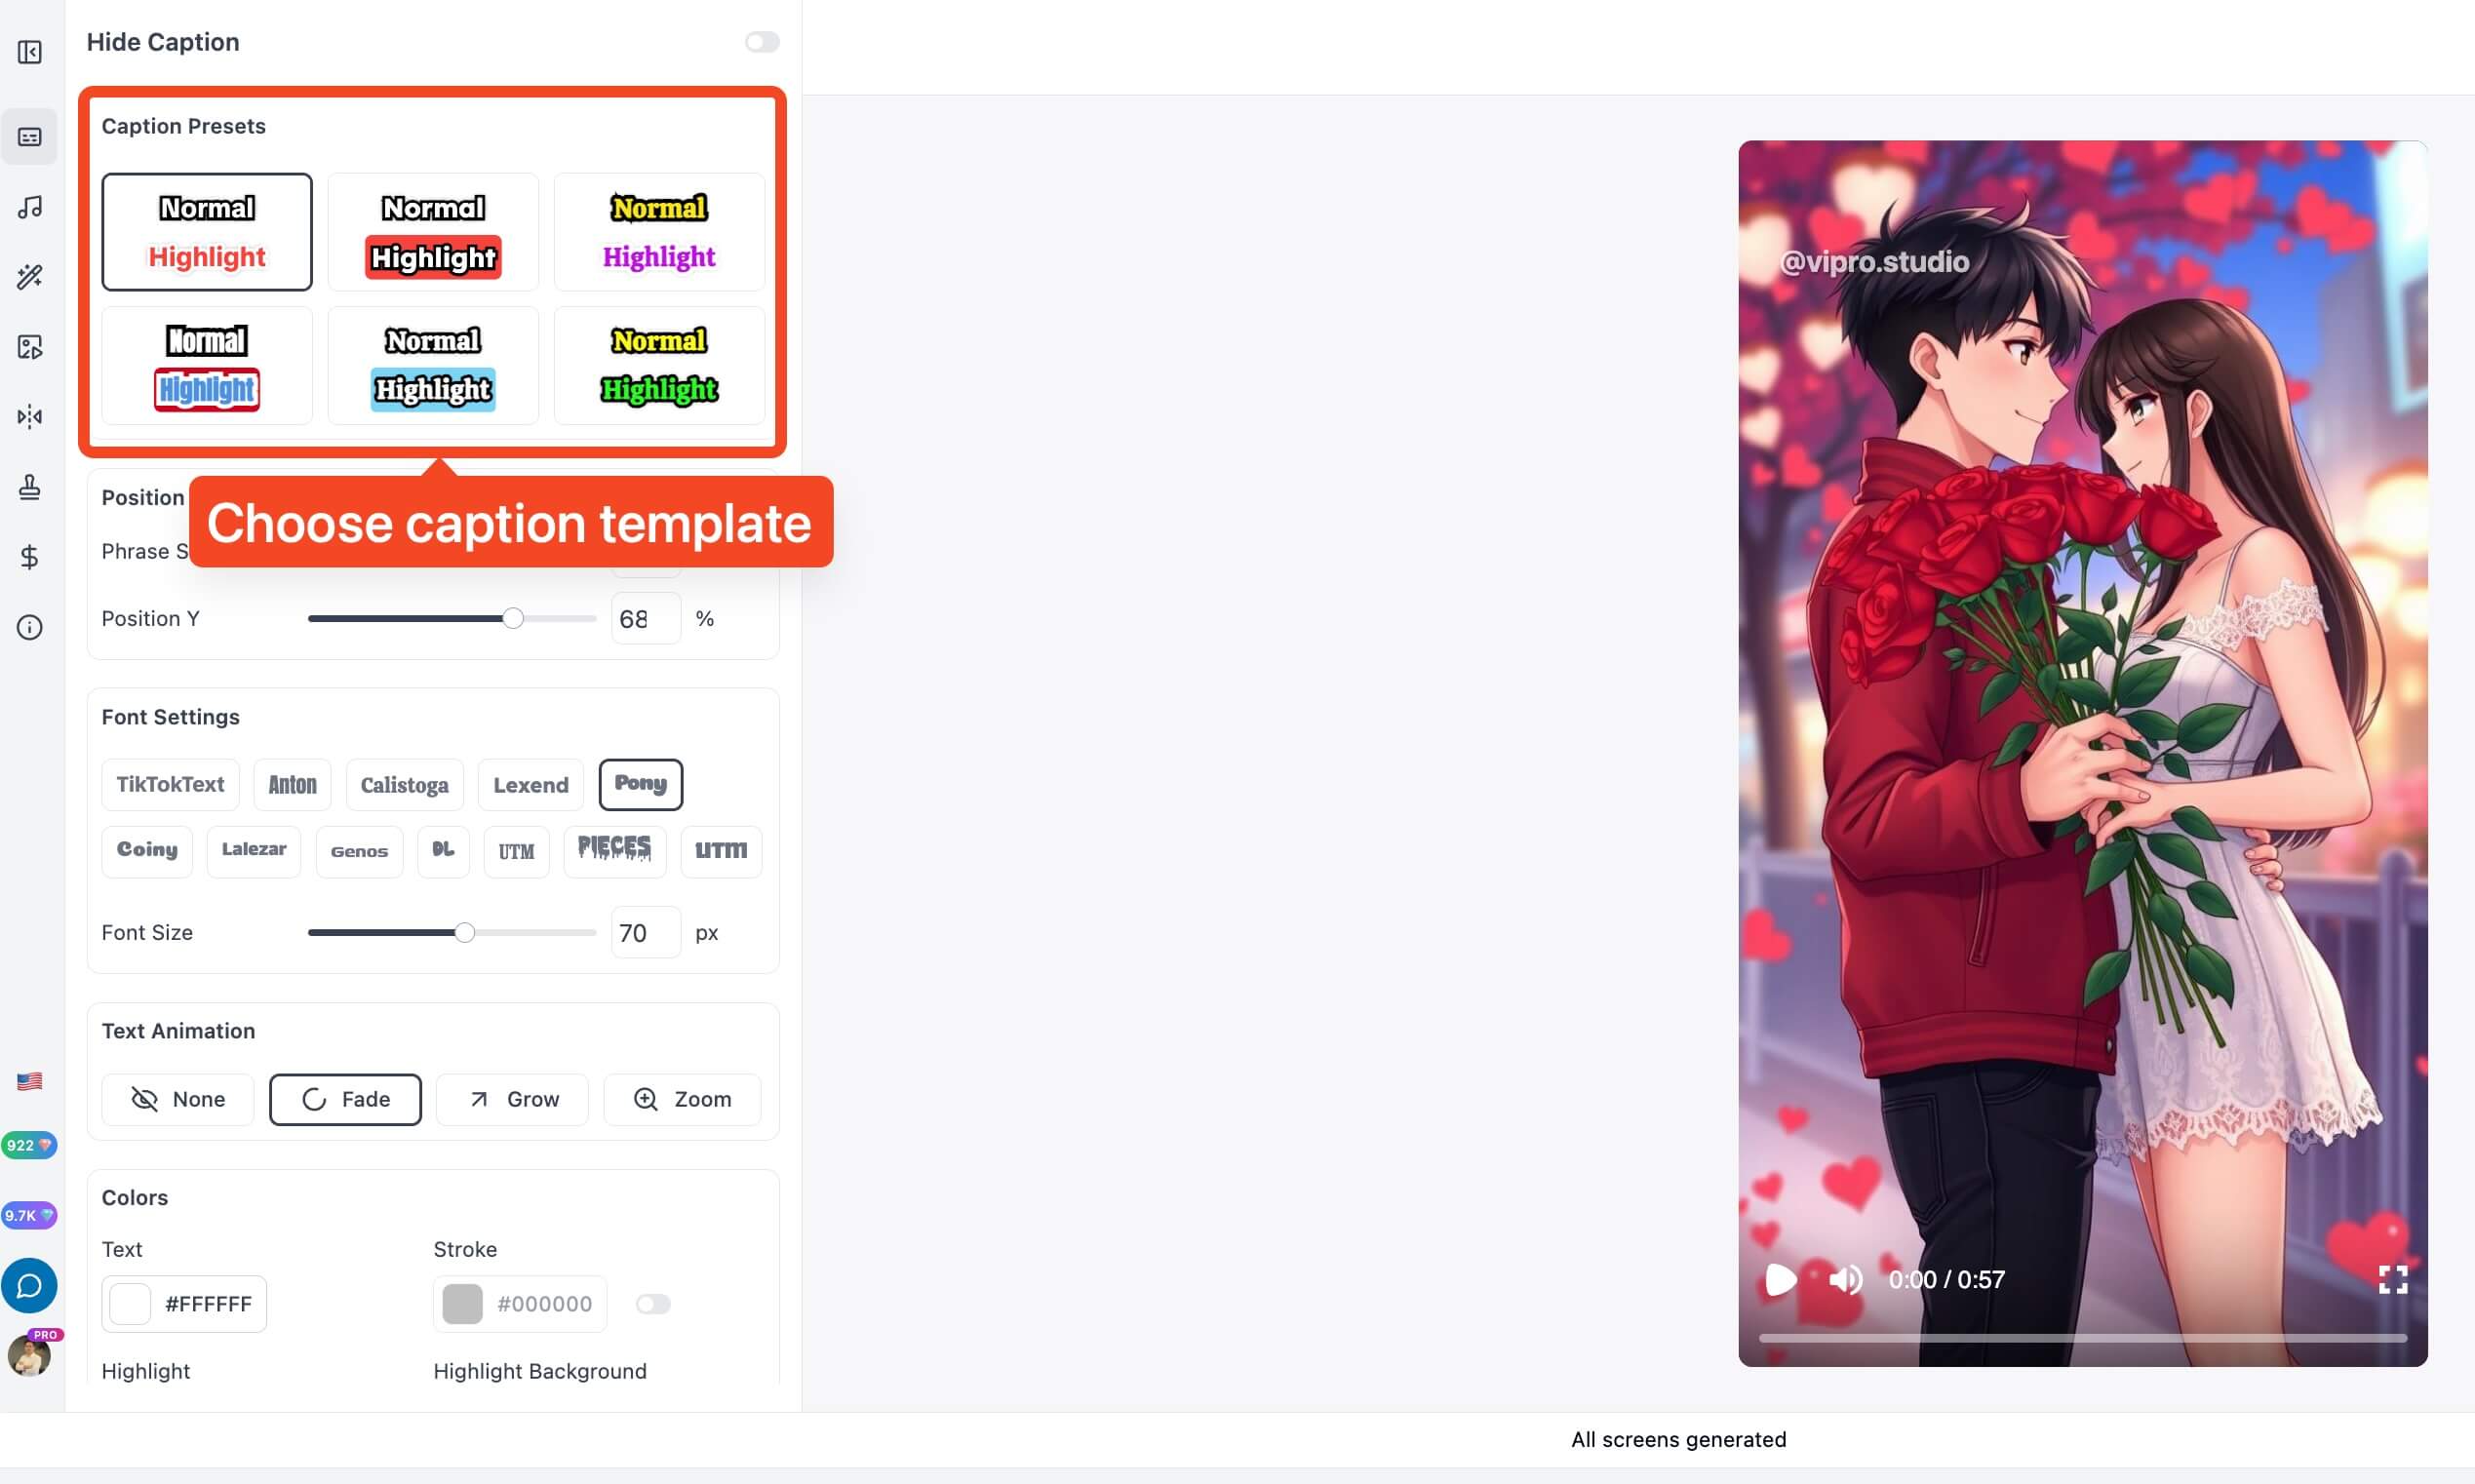 Hide Caption
Caption Presets
Normal
Highlight
Normal
Highlight
Normal
Highlight
Normal
Highlight
Normal
Highlight
Normal
Highlight
Choose caption template
Position
Phrase S
Position Y
68
%
Font Settings
TikTokText
Anton
Calistoga
Lexend
Pony
Coiny
Lalezar
Genos
DL
UTM
PIECES
UTM
Font Size
70
px
Text Animation
None
Fade
Grow
Zoom
Colors
Text
Stroke
#FFFFFF
#000000
Highlight
Highlight Background
922
9.7K
PRO
@vipro.studio
0:00 / 0:57
All screens generated